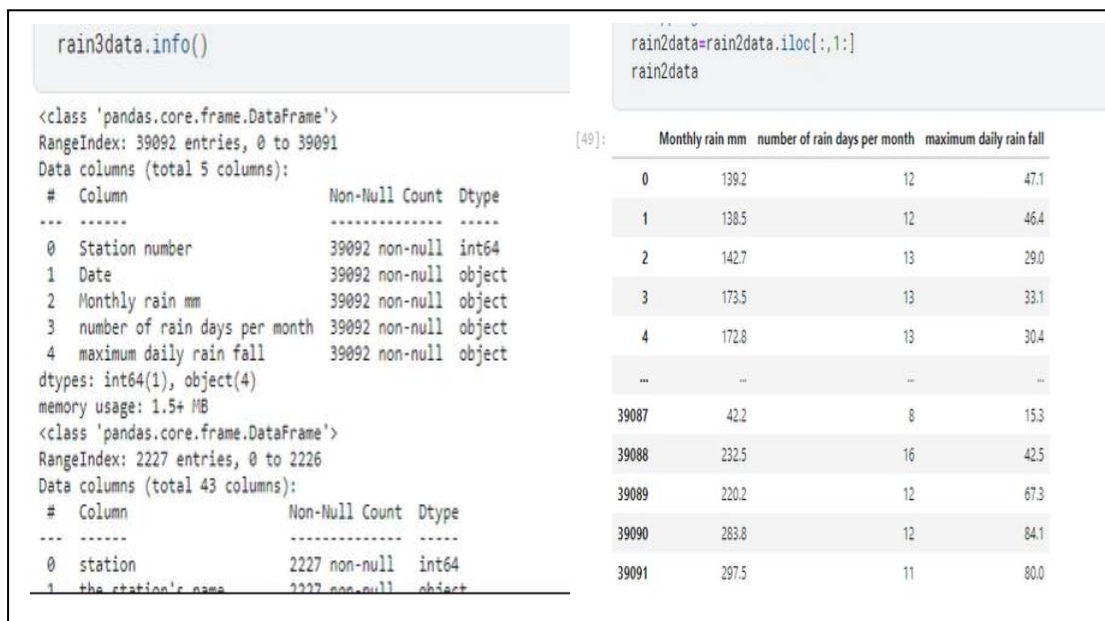 rain3data.info()
<class 'pandas.core.frame.DataFrame'>
RangeIndex: 39092 entries, 0 to 39091
Data columns (total 5 columns):
# Column Non-Null Count Dtype
--- ------ -------------- -----
0 Station number 39092 non-null int64
1 Date 39092 non-null object
2 Monthly rain mm 39092 non-null object
3 number of rain days per month 39092 non-null object
4 maximum daily rain fall 39092 non-null object
dtypes: int64(1), object(4)
memory usage: 1.5+ MB
<class 'pandas.core.frame.DataFrame'>
RangeIndex: 2227 entries, 0 to 2226
Data columns (total 43 columns):
# Column Non-Null Count Dtype
--- ------ -------------- -----
0 station 2227 non-null int64
1 the station's name 2227 non-null object
rain2data=rain2data.iloc[:,1:]
rain2data
[49]:
Monthly rain mm number of rain days per month maximum daily rain fall
0 139.2 12 47.1
1 138.5 12 46.4
2 142.7 13 29.0
3 173.5 13 33.1
4 172.8 13 30.4
... ... ... ...
39087 42.2 8 15.3
39088 232.5 16 42.5
39089 220.2 12 67.3
39090 283.8 12 84.1
39091 297.5 11 80.0